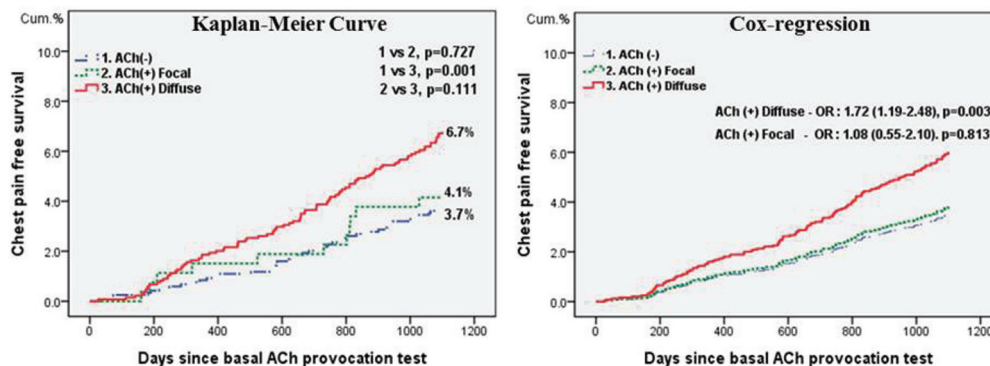 Cum.%
Kaplan-Meier Curve
10.0
1. ACh(-)
2. ACh(+) Focal
3. ACh(+) Diffuse
1 vs 2, p=0.727
1 vs 3, p=0.001
2 vs 3, p=0.111
8.0
6.0
4.0
2.0
0.0
6.7%
4.1%
3.7%
Chest pain free survival
0 200 400 600 800 1000 1200
Days since basal ACh provocation test
Cum.%
Cox-regression
10.0
1. ACh (-)
2. ACh (+) Focal
3. ACh (+) Diffuse
ACh (+) Diffuse - OR : 1.72 (1.19-2.48), p=0.003
ACh (+) Focal - OR : 1.08 (0.55-2.10). p=0.813
8.0
6.0
4.0
2.0
0.0
Chest pain free survival
0 200 400 600 800 1000 1200
Days since basal ACh provocation test